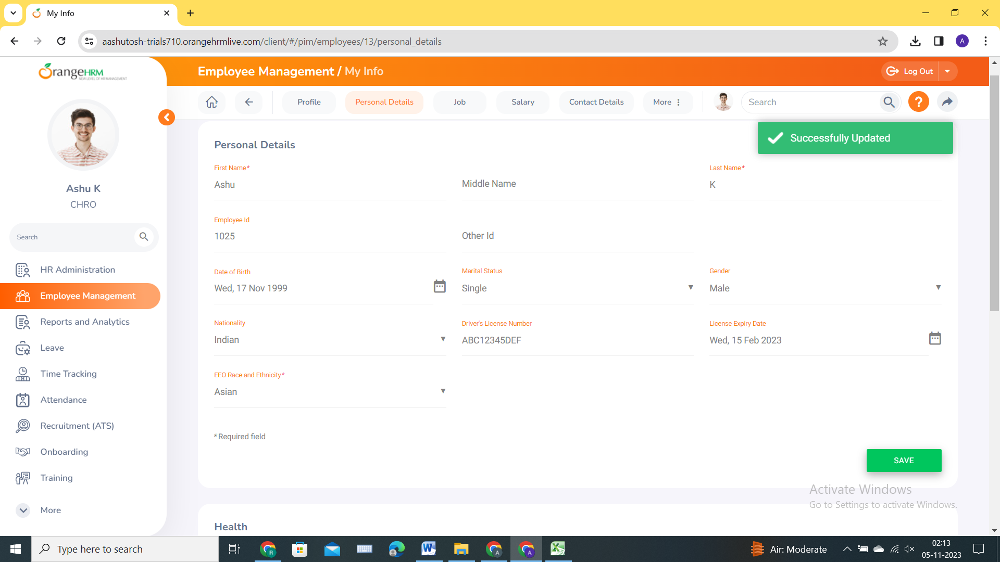 My Info
aashutosh-trials710.orangehrmlive.com/client/#/pim/employees/13/personal_details
A
OrangeHRM
NEW LEVEL OF HR MANAGEMENT
Employee Management / My Info
Log Out
Profile
Personal Details
Job
Salary
Contact Details
More
Search
?
Successfully Updated
Ashu K
CHRO
Search
HR Administration
Employee Management
Reports and Analytics
Leave
Time Tracking
Attendance
Recruitment (ATS)
Onboarding
Training
More
Personal Details
First Name*
Ashu
Middle Name
Last Name*
K
Employee Id
1025
Other Id
Date of Birth
Wed, 17 Nov 1999
Marital Status
Single
Gender
Male
Nationality
Indian
Driver's License Number
ABC12345DEF
License Expiry Date
Wed, 15 Feb 2023
EEO Race and Ethnicity*
Asian
*Required field
SAVE
Activate Windows
Go to Settings to activate Windows.
Health
Type here to search
R
W
A
A
X
Air: Moderate
02:13
05-11-2023